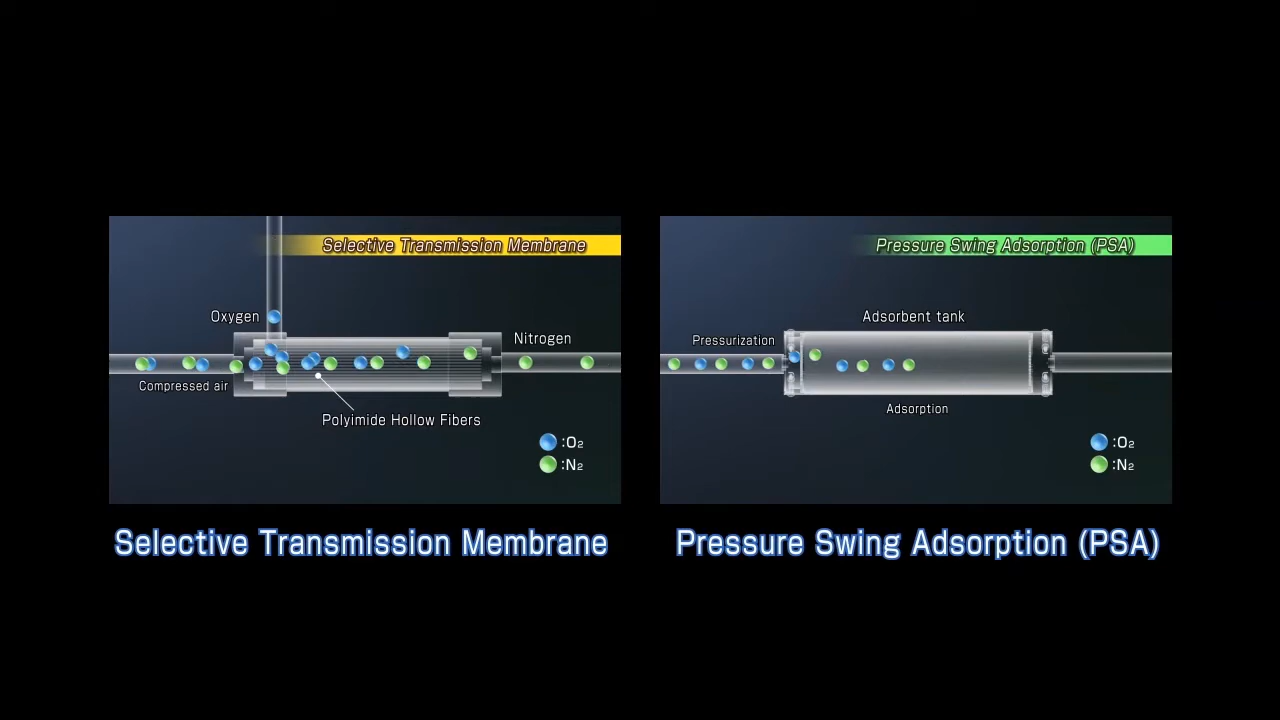 Selective Transmission Membrane
Oxygen
Nitrogen
Compressed air
Polyimide Hollow Fibers
:O₂
:N₂
Selective Transmission Membrane
Pressure Swing Adsorption (PSA)
Adsorbent tank
Pressurization
Adsorption
:O₂
:N₂
Pressure Swing Adsorption (PSA)